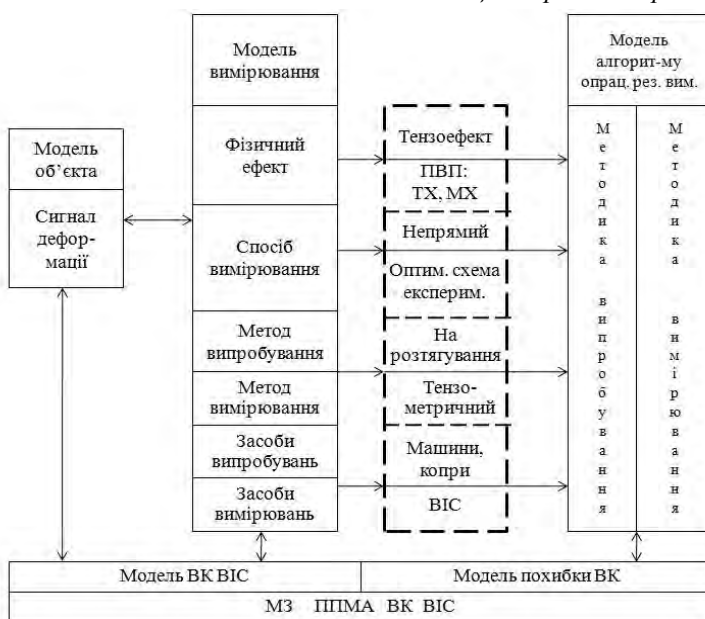 Модель
об’єкта
Сигнал
дефор-
мації
Модель
вимірювання
Фізичний
ефект
Спосіб
вимірювання
Метод
випробування
Метод
вимірювання
Засоби
випробувань
Засоби
вимірювань
Тензоефект
ПВП:
ТХ, МХ
Непрямий
Оптим. схема
експерим.
На
розтягування
Тензо-
метричний
Машини,
копри
ВІС
Модель
алгорит-му
опрац. рез. вим.
Методика випробування
Методика вимірювання
Модель ВК ВІС
Модель похибки ВК
МЗ ППМА ВК ВІС